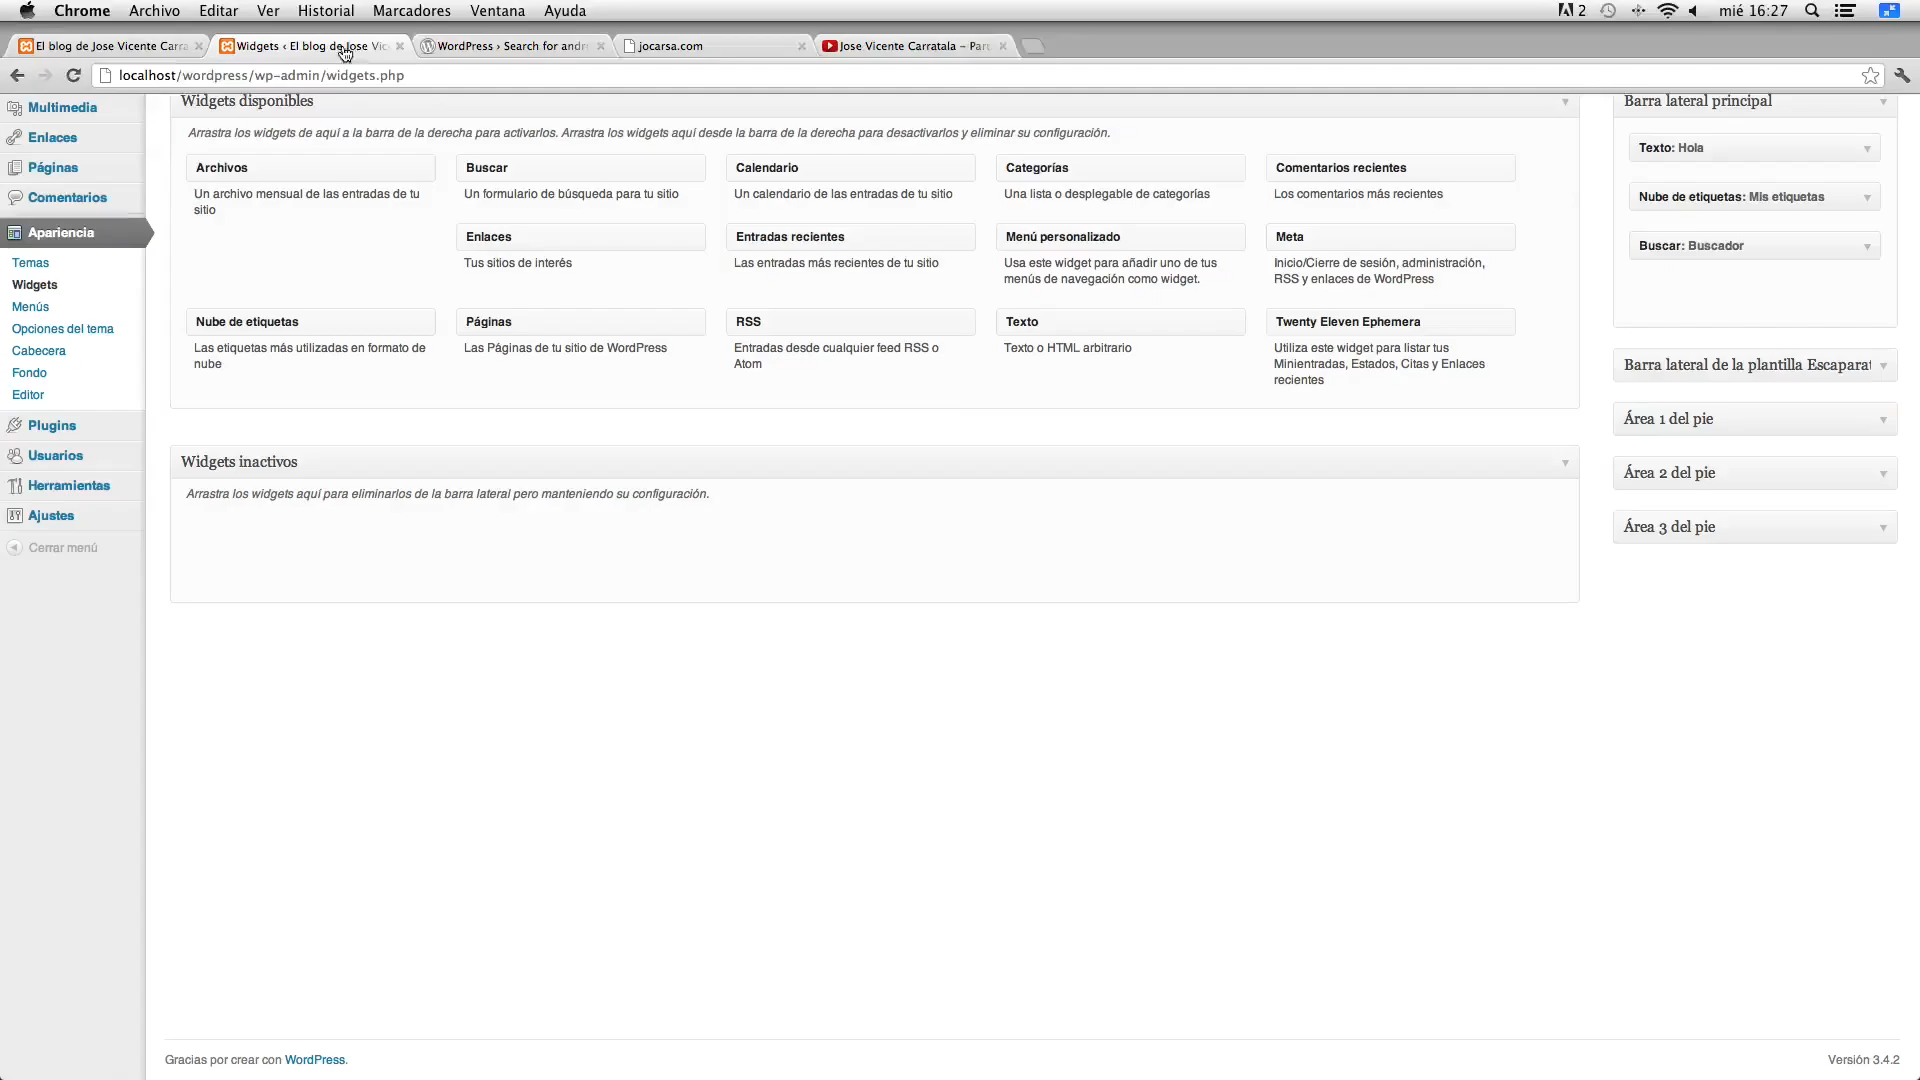 Chrome Archivo Editar Ver Historial Marcadores Ventana Ayuda 2 mié 16:27
El blog de Jose Vicente Carra
Widgets ‹ El blog de Jose Vic
WordPress › Search for andr
jocarsa.com
Jose Vicente Carratala – Par
localhost/wordpress/wp-admin/widgets.php
Multimedia
Enlaces
Páginas
Comentarios
Apariencia
Temas
Widgets
Menús
Opciones del tema
Cabecera
Fondo
Editor
Plugins
Usuarios
Herramientas
Ajustes
Cerrar menú
Widgets disponibles
Arrastra los widgets de aquí a la barra de la derecha para activarlos. Arrastra los widgets aquí desde la barra de la derecha para desactivarlos y eliminar su configuración.
Archivos
Un archivo mensual de las entradas de tu
sitio
Buscar
Un formulario de búsqueda para tu sitio
Calendario
Un calendario de las entradas de tu sitio
Categorías
Una lista o desplegable de categorías
Comentarios recientes
Los comentarios más recientes
Enlaces
Tus sitios de interés
Entradas recientes
Las entradas más recientes de tu sitio
Menú personalizado
Usa este widget para añadir uno de tus
menús de navegación como widget.
Meta
Inicio/Cierre de sesión, administración,
RSS y enlaces de WordPress
Nube de etiquetas
Las etiquetas más utilizadas en formato de
nube
Páginas
Las Páginas de tu sitio de WordPress
RSS
Entradas desde cualquier feed RSS o
Atom
Texto
Texto o HTML arbitrario
Twenty Eleven Ephemera
Utiliza este widget para listar tus
Minientradas, Estados, Citas y Enlaces
recientes
Widgets inactivos
Arrastra los widgets aquí para eliminarlos de la barra lateral pero manteniendo su configuración.
Barra lateral principal
Texto: Hola
Nube de etiquetas: Mis etiquetas
Buscar: Buscador
Barra lateral de la plantilla Escaparat
Área 1 del pie
Área 2 del pie
Área 3 del pie
Gracias por crear con WordPress.
Versión 3.4.2